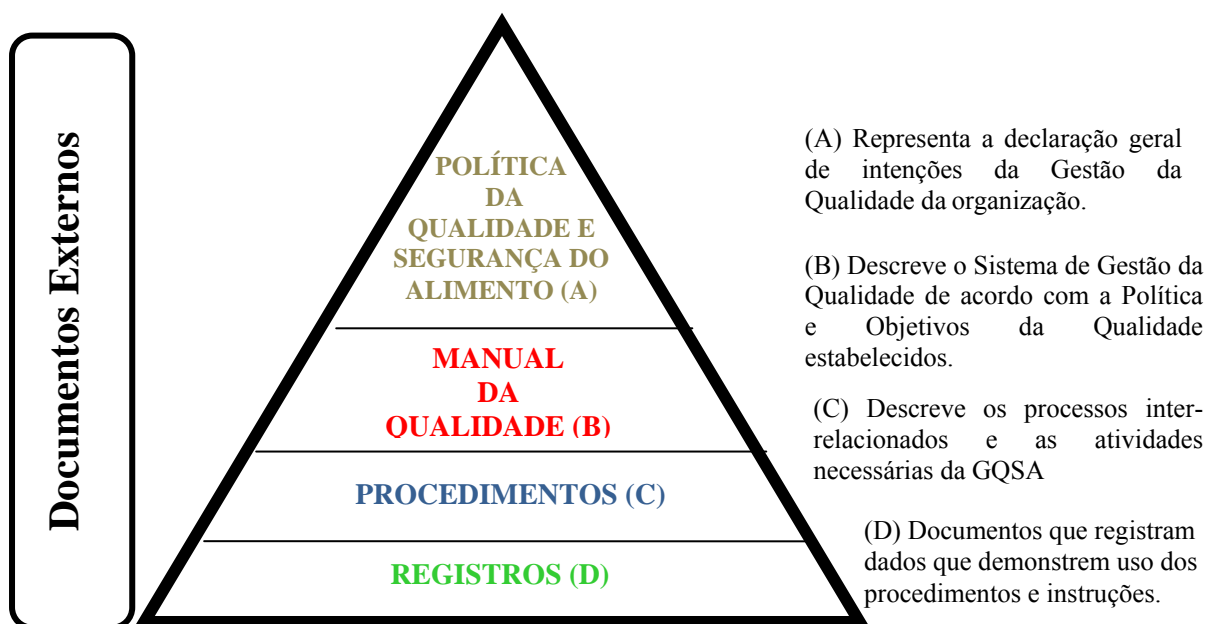 Documentos Externos
POLÍTICA
DA
QUALIDADE E
SEGURANÇA DO
ALIMENTO (A)
MANUAL
DA
QUALIDADE (B)
PROCEDIMENTOS (C)
REGISTROS (D)
(A) Representa a declaração geral
de intenções da Gestão da
Qualidade da organização.
(B) Descreve o Sistema de Gestão da
Qualidade de acordo com a Política
e Objetivos da Qualidade
estabelecidos.
(C) Descreve os processos inter-
relacionados e as atividades
necessárias da GQSA
(D) Documentos que registram
dados que demonstrem uso dos
procedimentos e instruções.